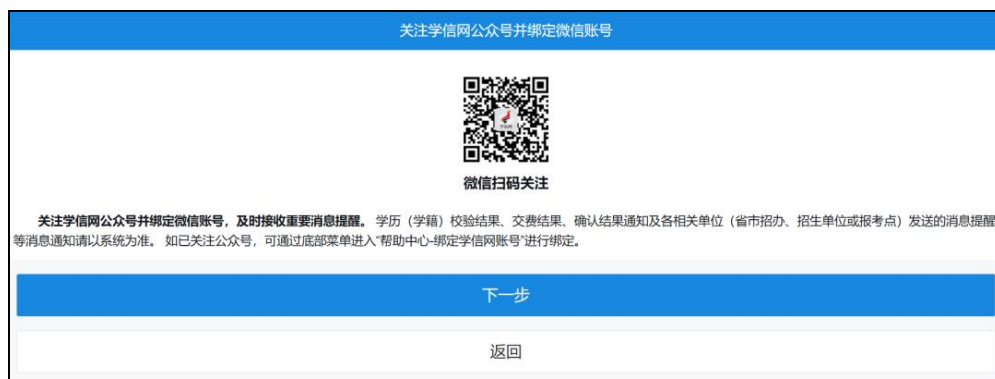 关注学信网公众号并绑定微信账号
微信扫码关注
关注学信网公众号并绑定微信账号，及时接收重要消息提醒。 学历（学籍）校验结果、交费结果、确认结果通知及各相关单位（省市招办、招生单位或报考点）发送的消息提醒
等消息通知请以系统为准。 如已关注公众号，可通过底部菜单进入“帮助中心-绑定学信网账号”进行绑定。
下一步
返回